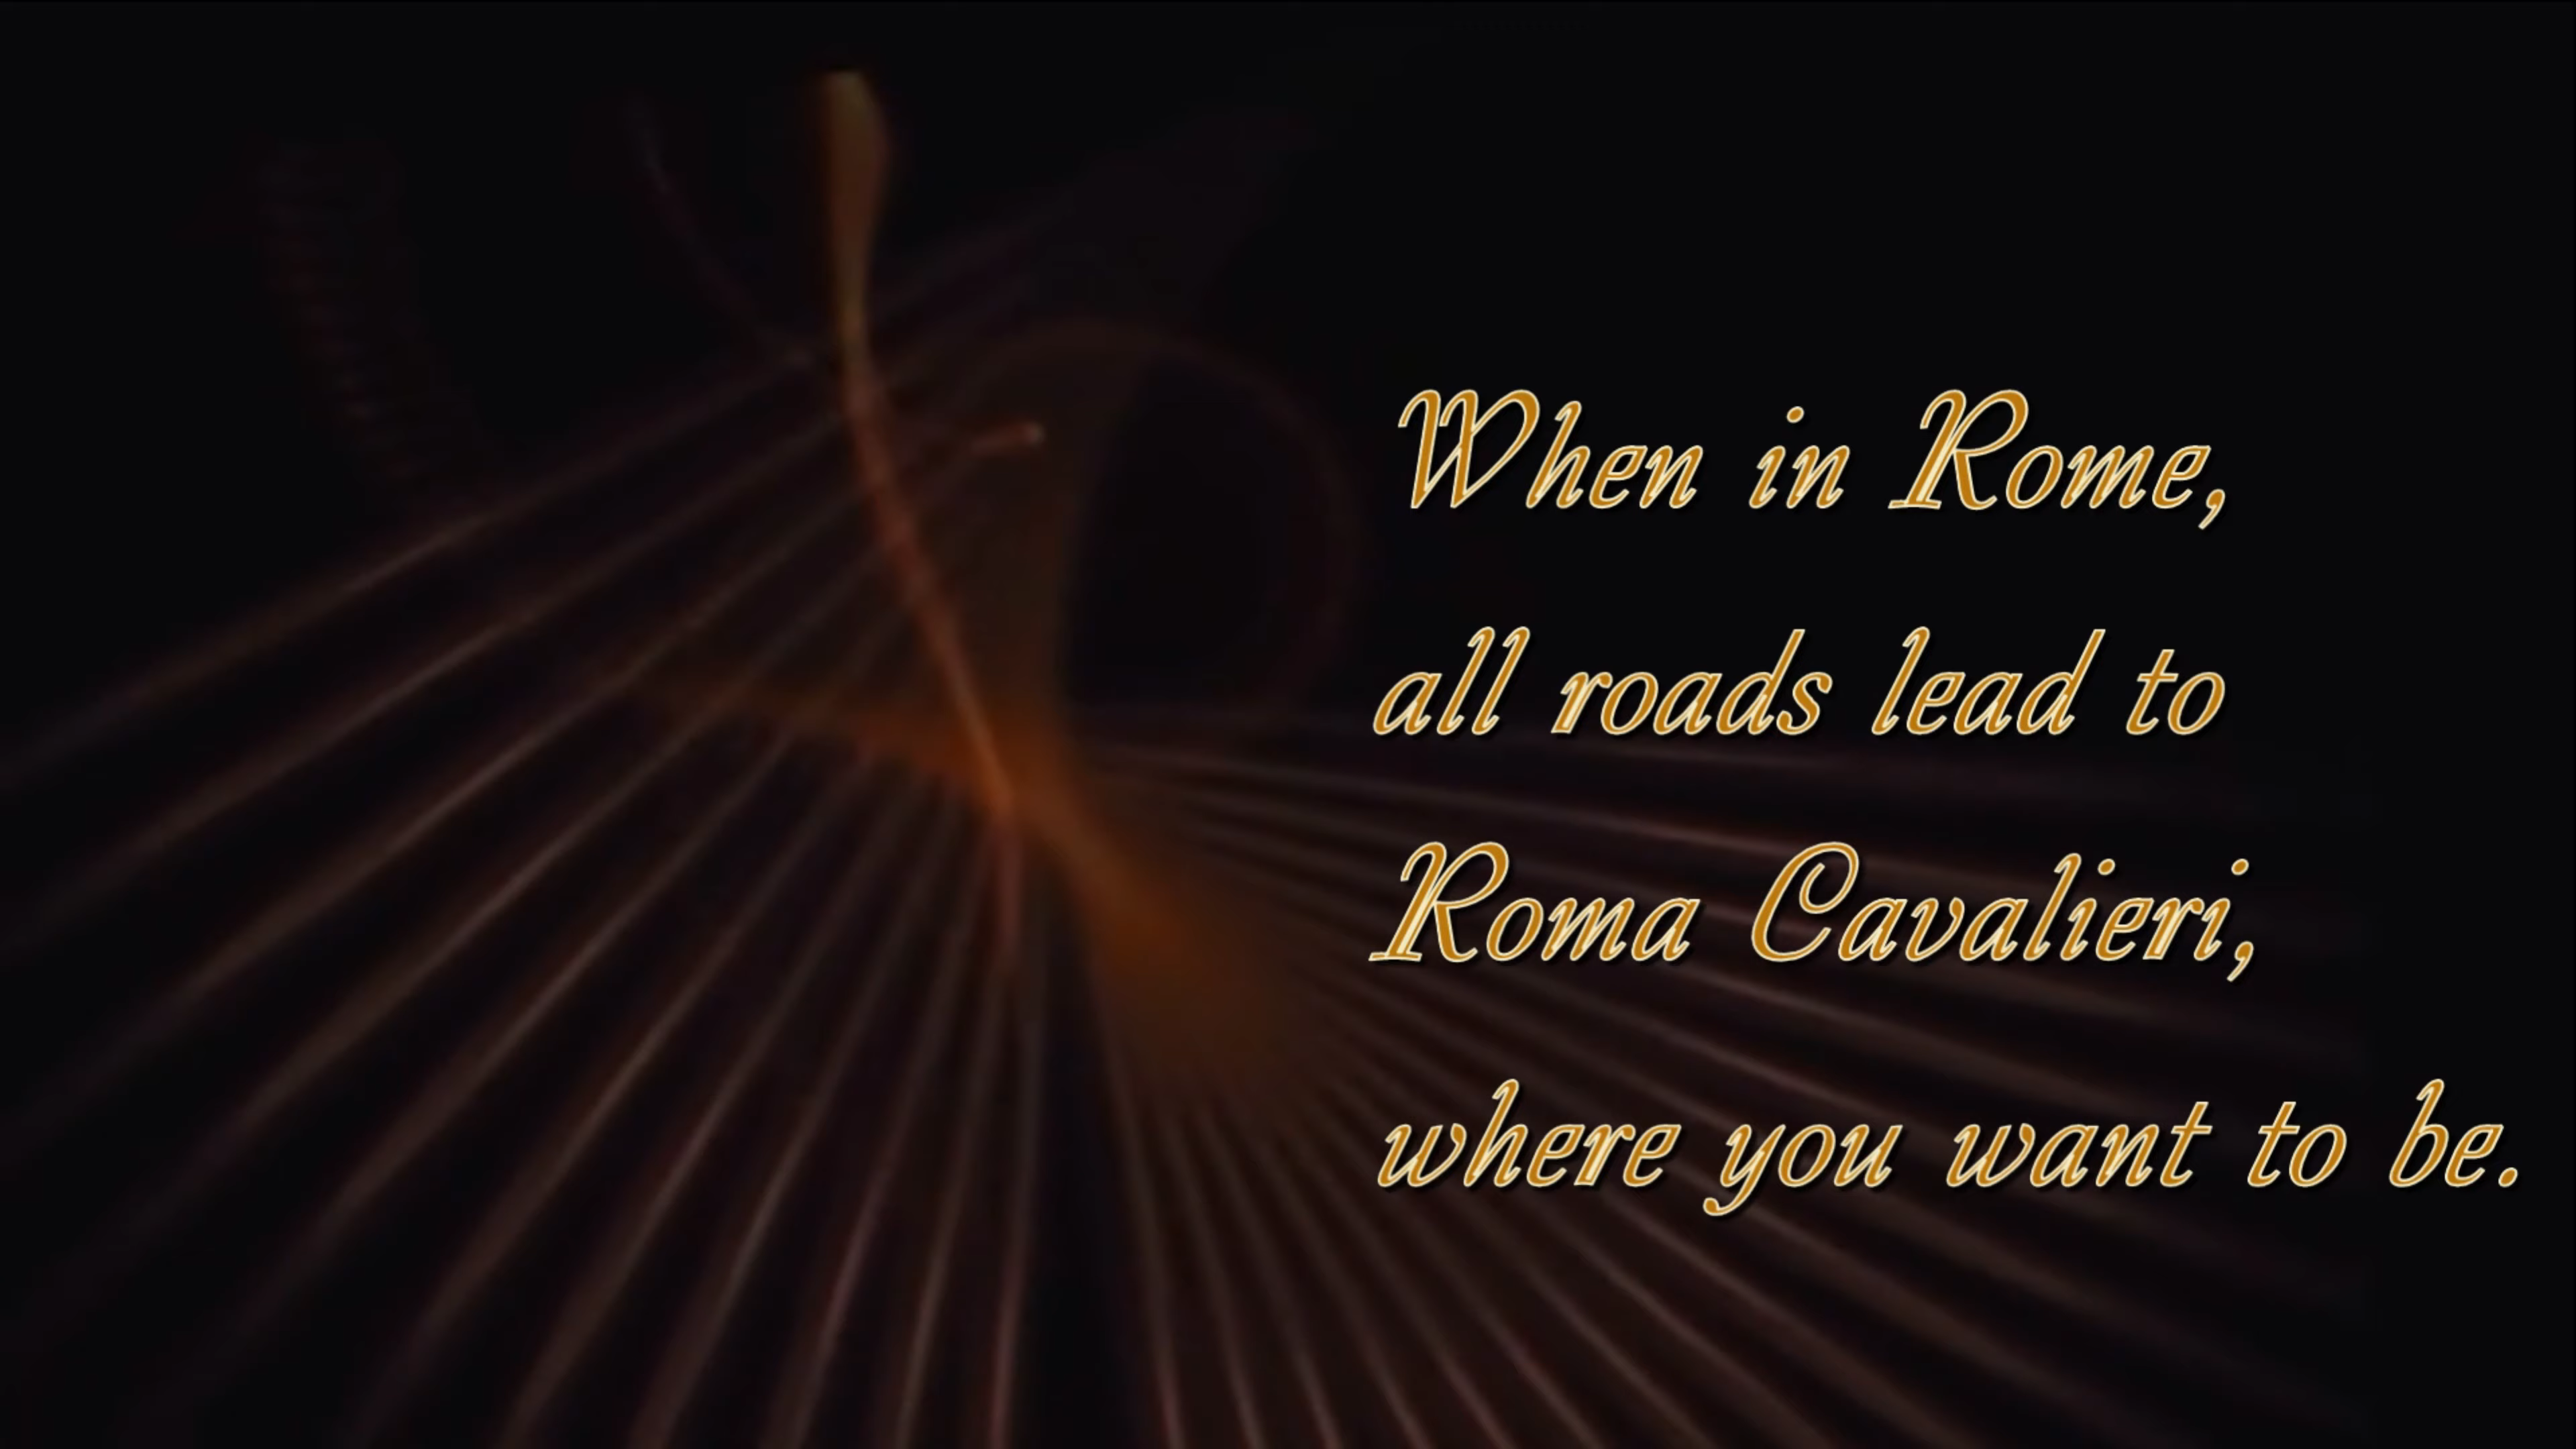 When in Rome,
all roads lead to
Roma Cavalieri,
where you want to be.